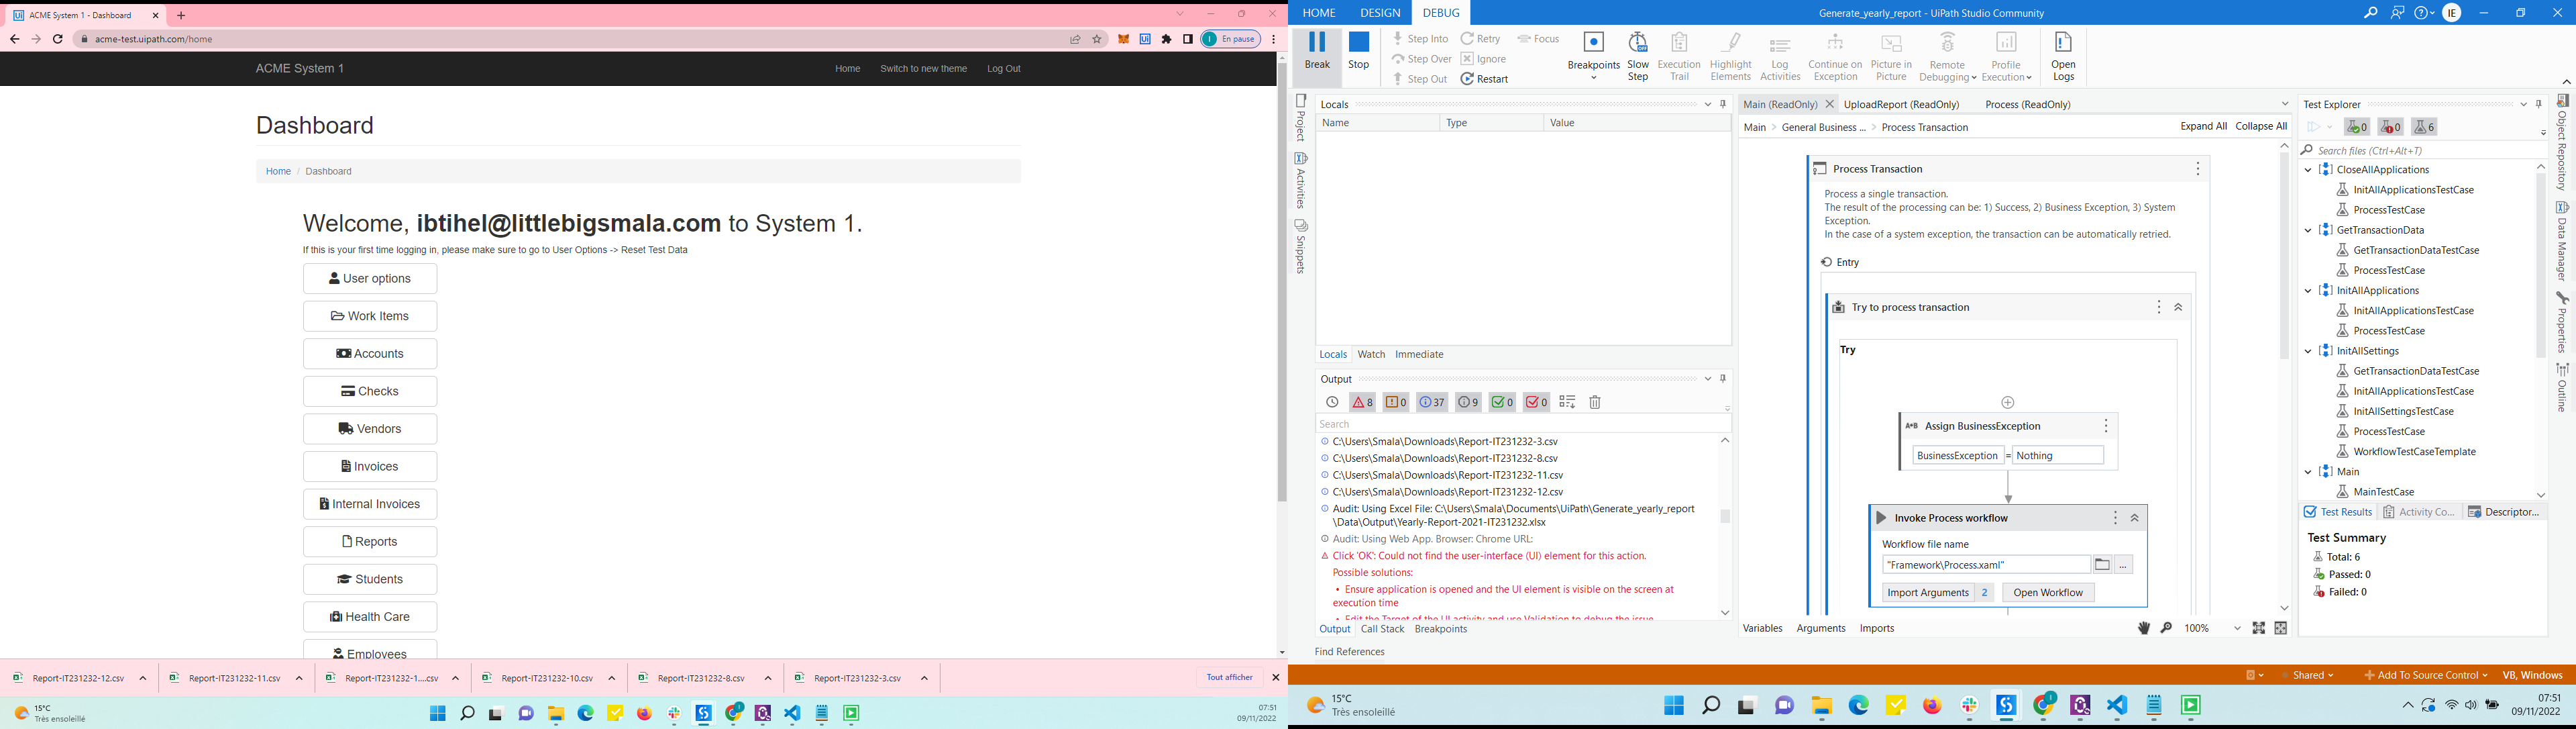 ACME System 1 - Dashboard
acme-test.uipath.com/home
En pause
ACME System 1
Home
Switch to new theme
Log Out
Dashboard
Home / Dashboard
Welcome, ibtihel@littlebigsmala.com to System 1.
If this is your first time logging in, please make sure to go to User Options -> Reset Test Data
User options
Work Items
Accounts
Checks
Vendors
Invoices
Internal Invoices
Reports
Students
Health Care
Employees
Report-IT231232-12.csv
Report-IT231232-11.csv
Report-IT231232-1....csv
Report-IT231232-10.csv
Report-IT231232-8.csv
Report-IT231232-3.csv
Tout afficher
15°C
Très ensoleillé
07:51
09/11/2022
HOME
DESIGN
DEBUG
Generate_yearly_report - UiPath Studio Community
IE
Break
Stop
Step Into
Step Over
Step Out
Retry
Ignore
Restart
Focus
Breakpoints
Slow Step
Execution Trail
Highlight Elements
Log Activities
Continue on Exception
Picture in Picture
Remote Debugging
Profile Execution
Open Logs
Project
Activities
Snippets
Locals
Name
Type
Value
Locals
Watch
Immediate
Output
8
0
37
9
0
0
Search
C:\Users\Smala\Downloads\Report-IT231232-3.csv
C:\Users\Smala\Downloads\Report-IT231232-8.csv
C:\Users\Smala\Downloads\Report-IT231232-11.csv
C:\Users\Smala\Downloads\Report-IT231232-12.csv
Audit: Using Excel File: C:\Users\Smala\Documents\UiPath\Generate_yearly_report
\Data\Output\Yearly-Report-2021-IT231232.xlsx
Audit: Using Web App. Browser: Chrome URL:
Click 'OK': Could not find the user-interface (UI) element for this action.
Possible solutions:
• Ensure application is opened and the UI element is visible on the screen at
execution time
• Edit the Target of the UI activity and use Validation to debug the issue
Output
Call Stack
Breakpoints
Find References
Main (ReadOnly)
UploadReport (ReadOnly)
Process (ReadOnly)
Main > General Business ... > Process Transaction
Expand All
Collapse All
Process Transaction
Process a single transaction.
The result of the processing can be: 1) Success, 2) Business Exception, 3) System
Exception.
In the case of a system exception, the transaction can be automatically retried.
Entry
Try to process transaction
Try
A*B Assign BusinessException
BusinessException = Nothing
Invoke Process workflow
Workflow file name
"Framework\Process.xaml"
...
Import Arguments 2
Open Workflow
Variables
Arguments
Imports
100%
Test Explorer
0
0
6
Search files (Ctrl+Alt+T)
CloseAllApplications
InitAllApplicationsTestCase
ProcessTestCase
GetTransactionData
GetTransactionDataTestCase
ProcessTestCase
InitAllApplications
InitAllApplicationsTestCase
ProcessTestCase
InitAllSettings
GetTransactionDataTestCase
InitAllApplicationsTestCase
InitAllSettingsTestCase
ProcessTestCase
WorkflowTestCaseTemplate
Main
MainTestCase
Test Results
Activity Co...
Descriptor...
Test Summary
Total: 6
Passed: 0
Failed: 0
Object Repository
Data Manager
Properties
Outline
Shared
Add To Source Control
VB, Windows
15°C
Très ensoleillé
07:51
09/11/2022